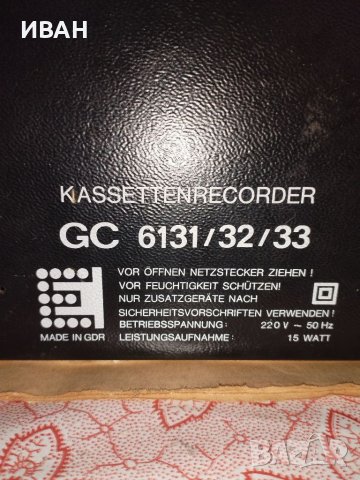 ИВАН
KASSETTENRECORDER
GC 6131/32/33
VOR ÖFFNEN NETZSTECKER ZIEHEN !
VOR FEUCHTIGKEIT SCHÜTZEN!
NUR ZUSATZGERÄTE NACH
SICHERHEITSVORSCHRIFTEN VERWENDEN!
BETRIEBSSPANNUNG: 220 V ~ 50 Hz
MADE IN GDR LEISTUNGSAUFNAHME: 15 WATT
BAZAR